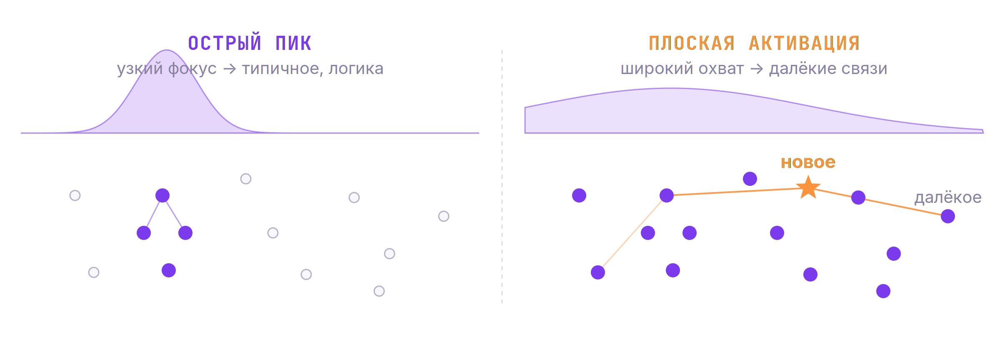 ОСТРЫЙ ПИК
узкий фокус → типичное, логика
ПЛОСКАЯ АКТИВАЦИЯ
широкий охват → далёкие связи
новое
далёкое